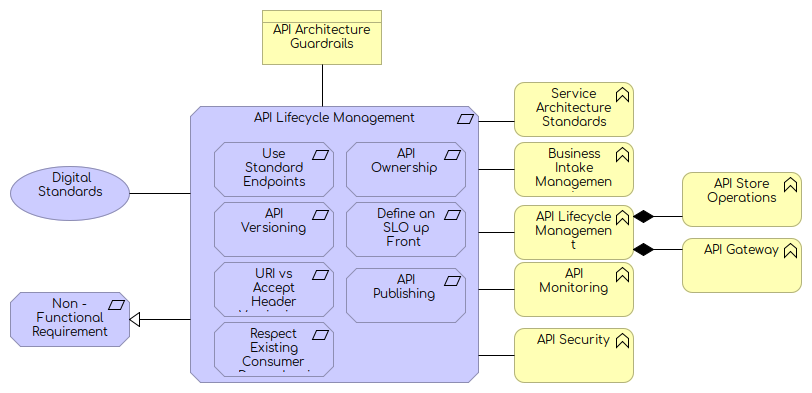 API Architecture
Guardrails
API Lifecycle Management
Use
Standard
Endpoints
API
Ownership
API
Versioning
Define an
SLO up
Front
URI vs
Accept
Header
API
Publishing
Respect
Existing
Consumer
Digital
Standards
Non -
Functional
Requirement
Service
Architecture
Standards
Business
Intake
Managemen
API Lifecycle
Managemen
t
API
Monitoring
API Security
API Store
Operations
API Gateway